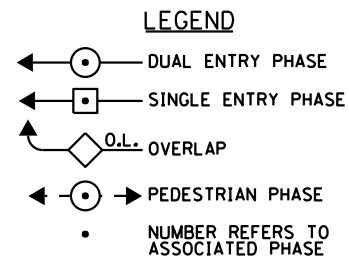 LEGEND
DUAL ENTRY PHASE
SINGLE ENTRY PHASE
O.L. OVERLAP
PEDESTRIAN PHASE
NUMBER REFERS TO
ASSOCIATED PHASE